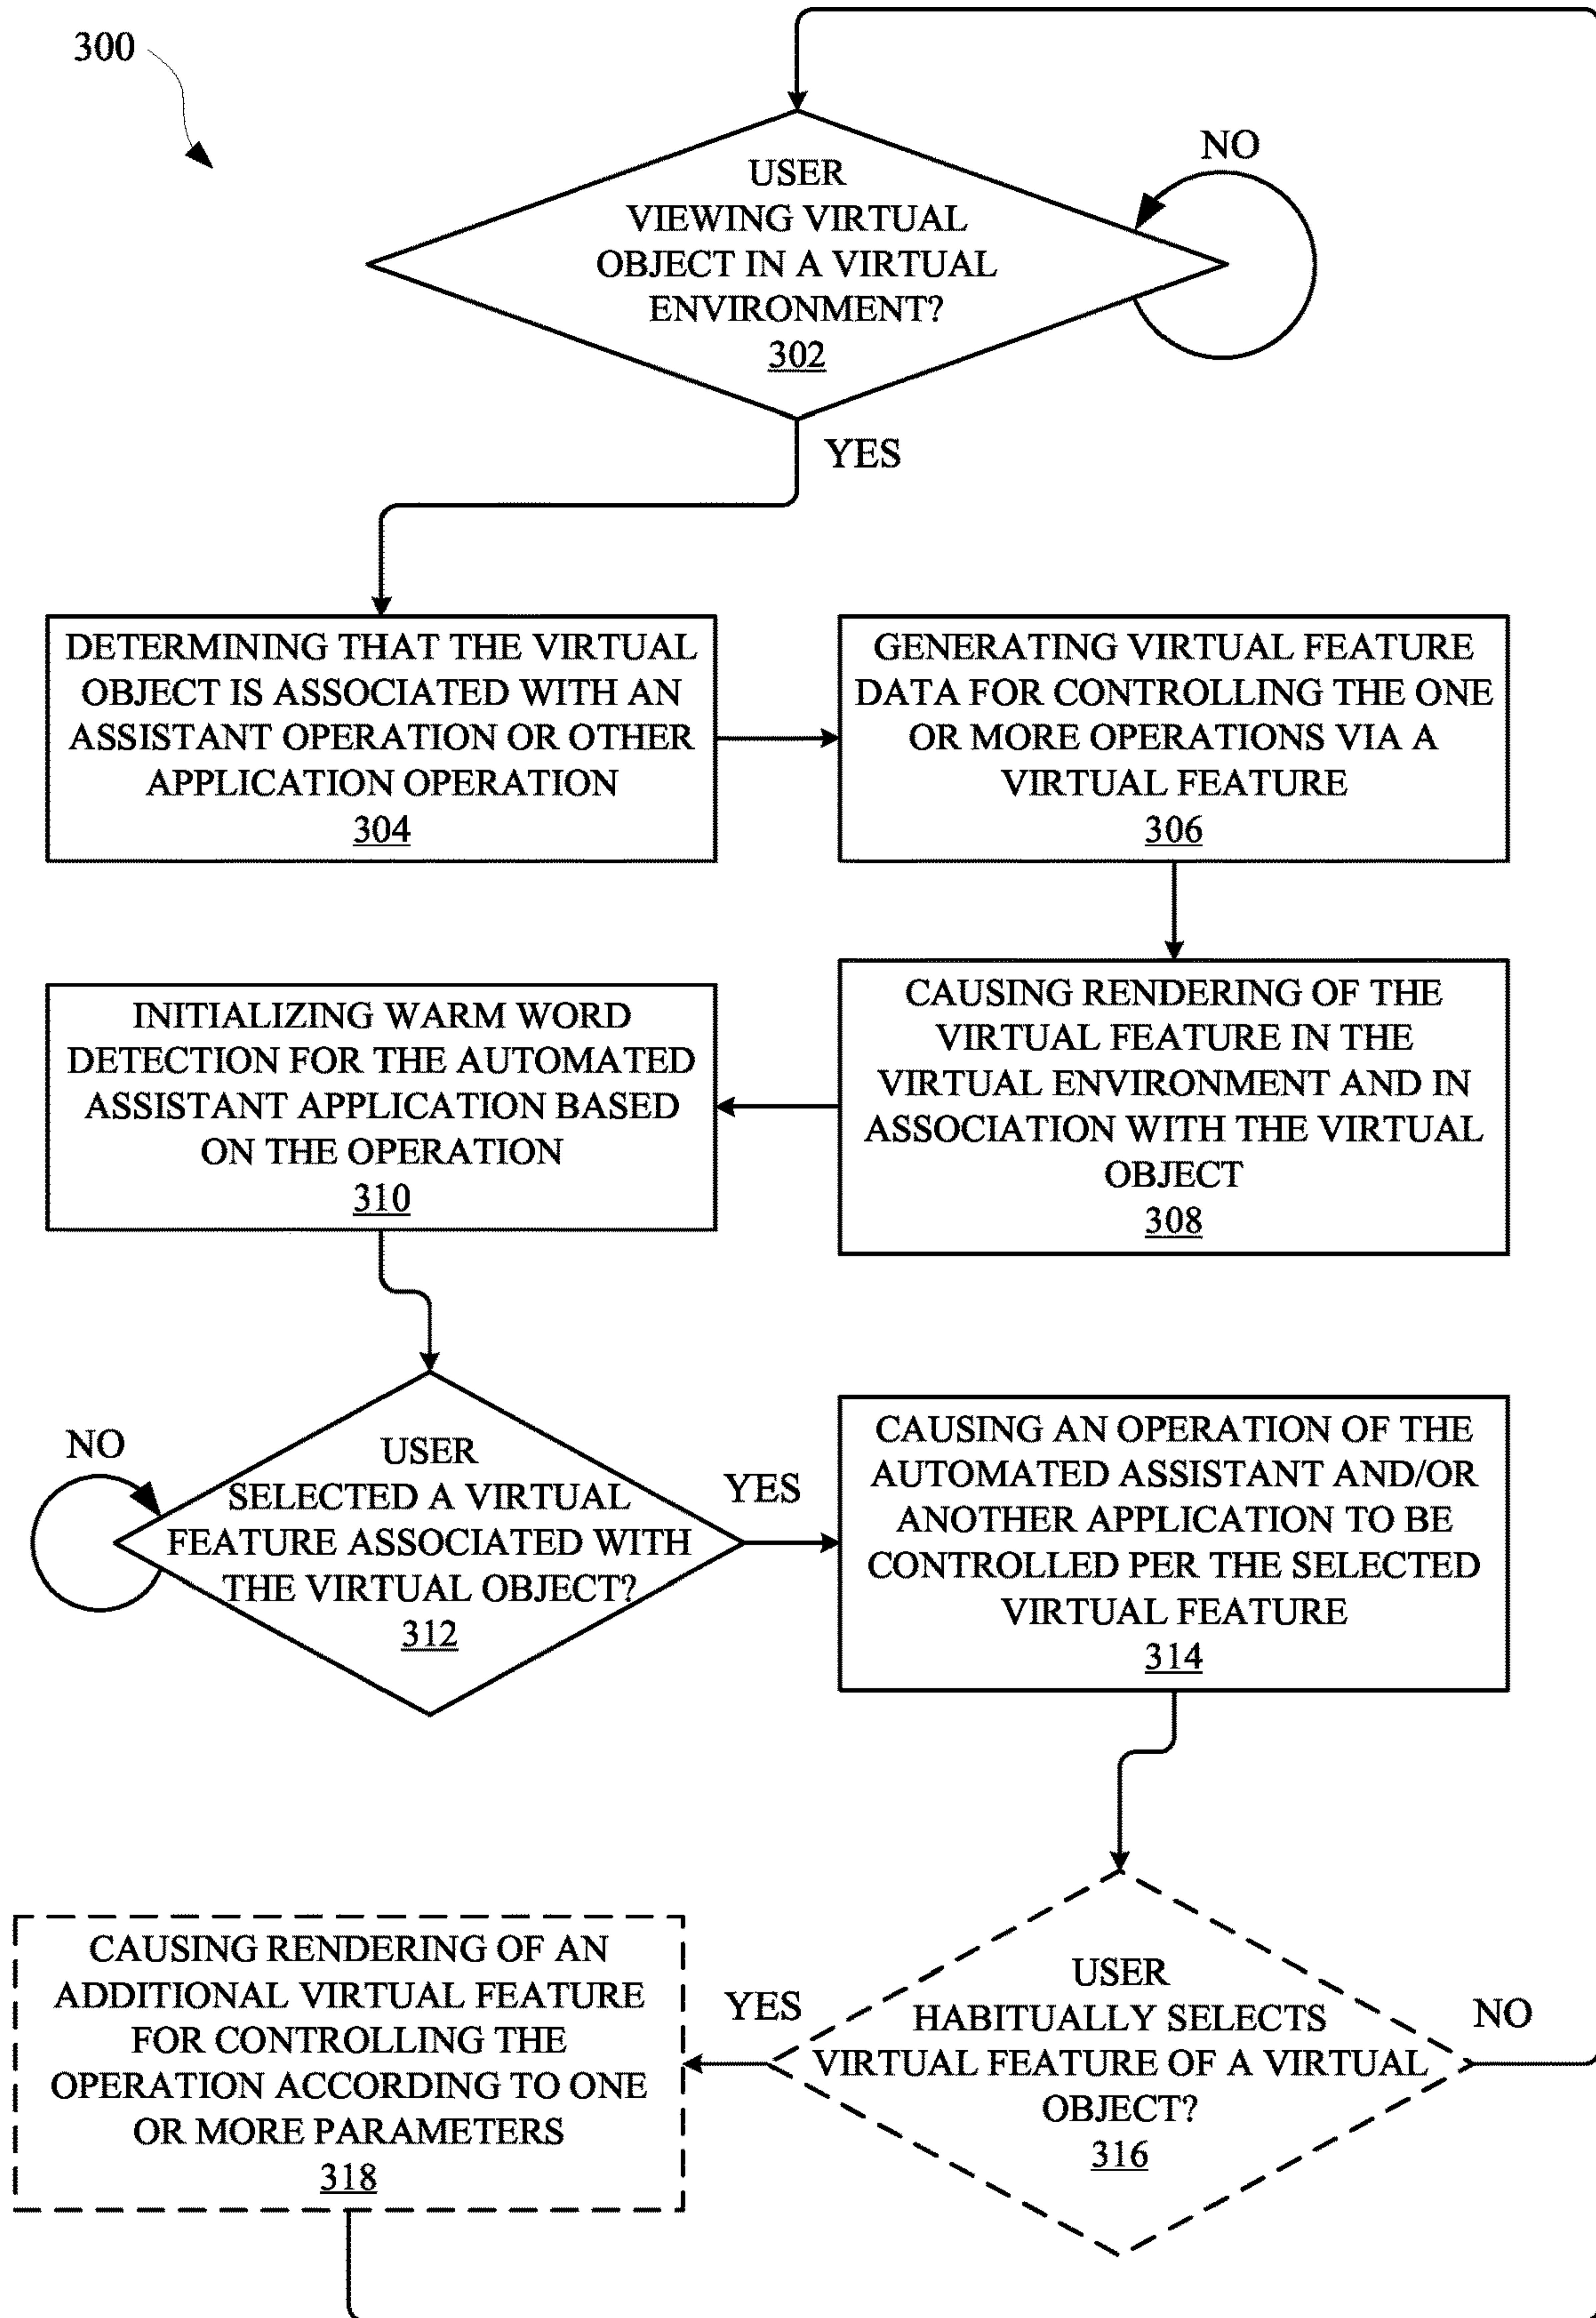 300
USER
VIEWING VIRTUAL
OBJECT IN A VIRTUAL
ENVIRONMENT?
302
NO
YES
DETERMINING THAT THE VIRTUAL
OBJECT IS ASSOCIATED WITH AN
ASSISTANT OPERATION OR OTHER
APPLICATION OPERATION
304
GENERATING VIRTUAL FEATURE
DATA FOR CONTROLLING THE ONE
OR MORE OPERATIONS VIA A
VIRTUAL FEATURE
306
CAUSING RENDERING OF THE
VIRTUAL FEATURE IN THE
VIRTUAL ENVIRONMENT AND IN
ASSOCIATION WITH THE VIRTUAL
OBJECT
308
INITIALIZING WARM WORD
DETECTION FOR THE AUTOMATED
ASSISTANT APPLICATION BASED
ON THE OPERATION
310
NO
USER
SELECTED A VIRTUAL
FEATURE ASSOCIATED WITH
THE VIRTUAL OBJECT?
312
YES
CAUSING AN OPERATION OF THE
AUTOMATED ASSISTANT AND/OR
ANOTHER APPLICATION TO BE
CONTROLLED PER THE SELECTED
VIRTUAL FEATURE
314
USER
HABITUALLY SELECTS
VIRTUAL FEATURE OF A VIRTUAL
OBJECT?
316
NO
YES
CAUSING RENDERING OF AN
ADDITIONAL VIRTUAL FEATURE
FOR CONTROLLING THE
OPERATION ACCORDING TO ONE
OR MORE PARAMETERS
318